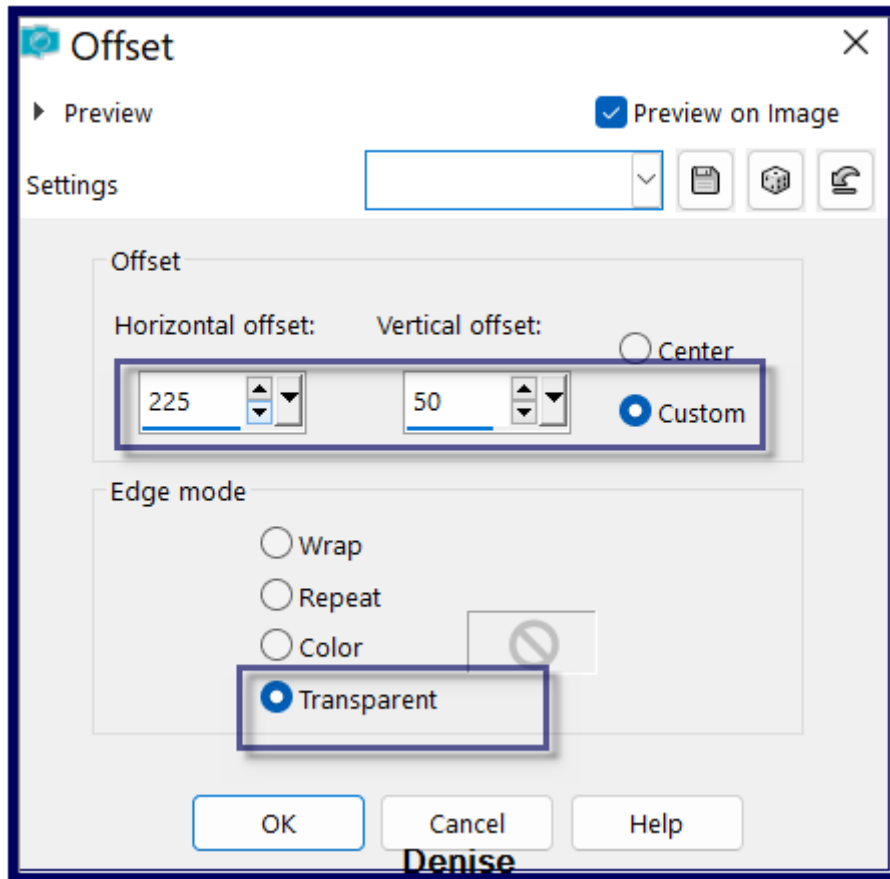 Offset
Preview Preview on Image
Settings
Offset
Horizontal offset: Vertical offset:
Center
225 50 Custom
Edge mode
Wrap
Repeat
Color
Transparent
OK Cancel Help
Denise